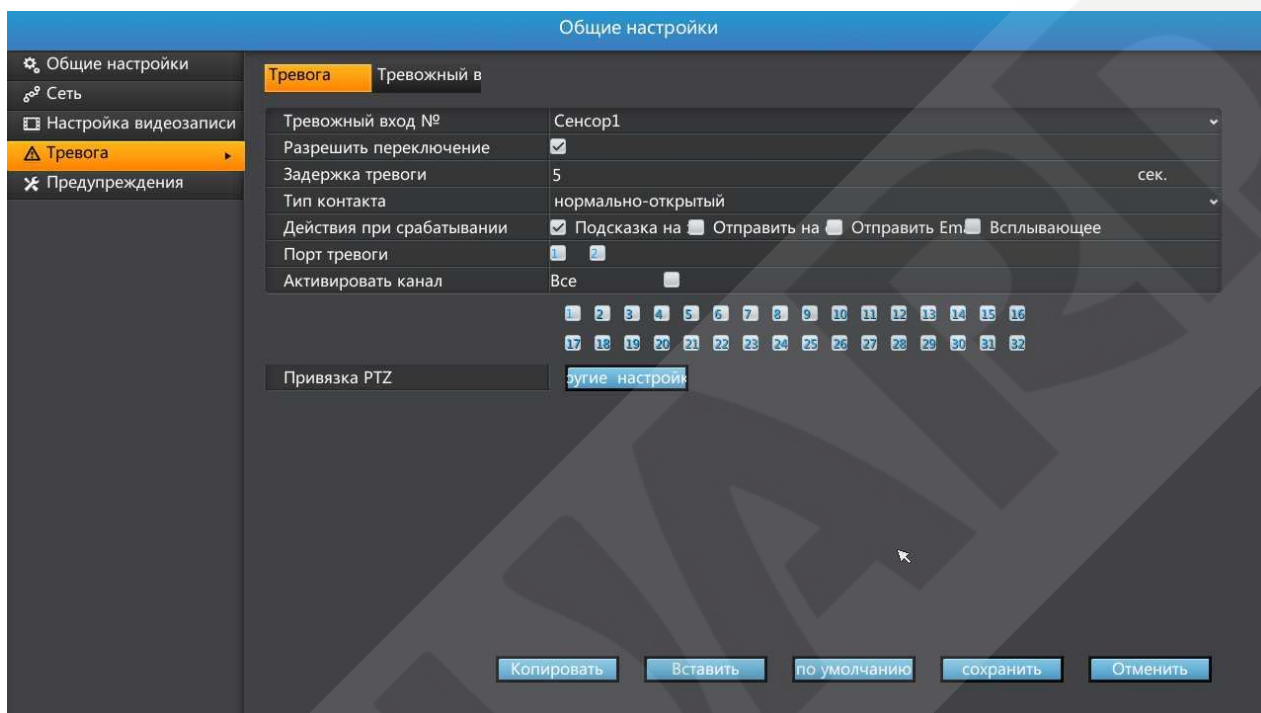 Общие настройки
Общие настройки
Сеть
Настройка видеозаписи
Тревога
Предупреждения
Тревога Тревожный в
Тревожный вход № Сенсор1
Разрешить переключение
Задержка тревоги 5 сек.
Тип контакта нормально-открытый
Действия при срабатывании Подсказка на Отправить на Отправить Em Всплывающее
Порт тревоги 1 2
Активировать канал Все
1 2 3 4 5 6 7 8 9 10 11 12 13 14 15 16
17 18 19 20 21 22 23 24 25 26 27 28 29 30 31 32
Привязка PTZ ругие настройк
Копировать Вставить по умолчанию сохранить Отменить